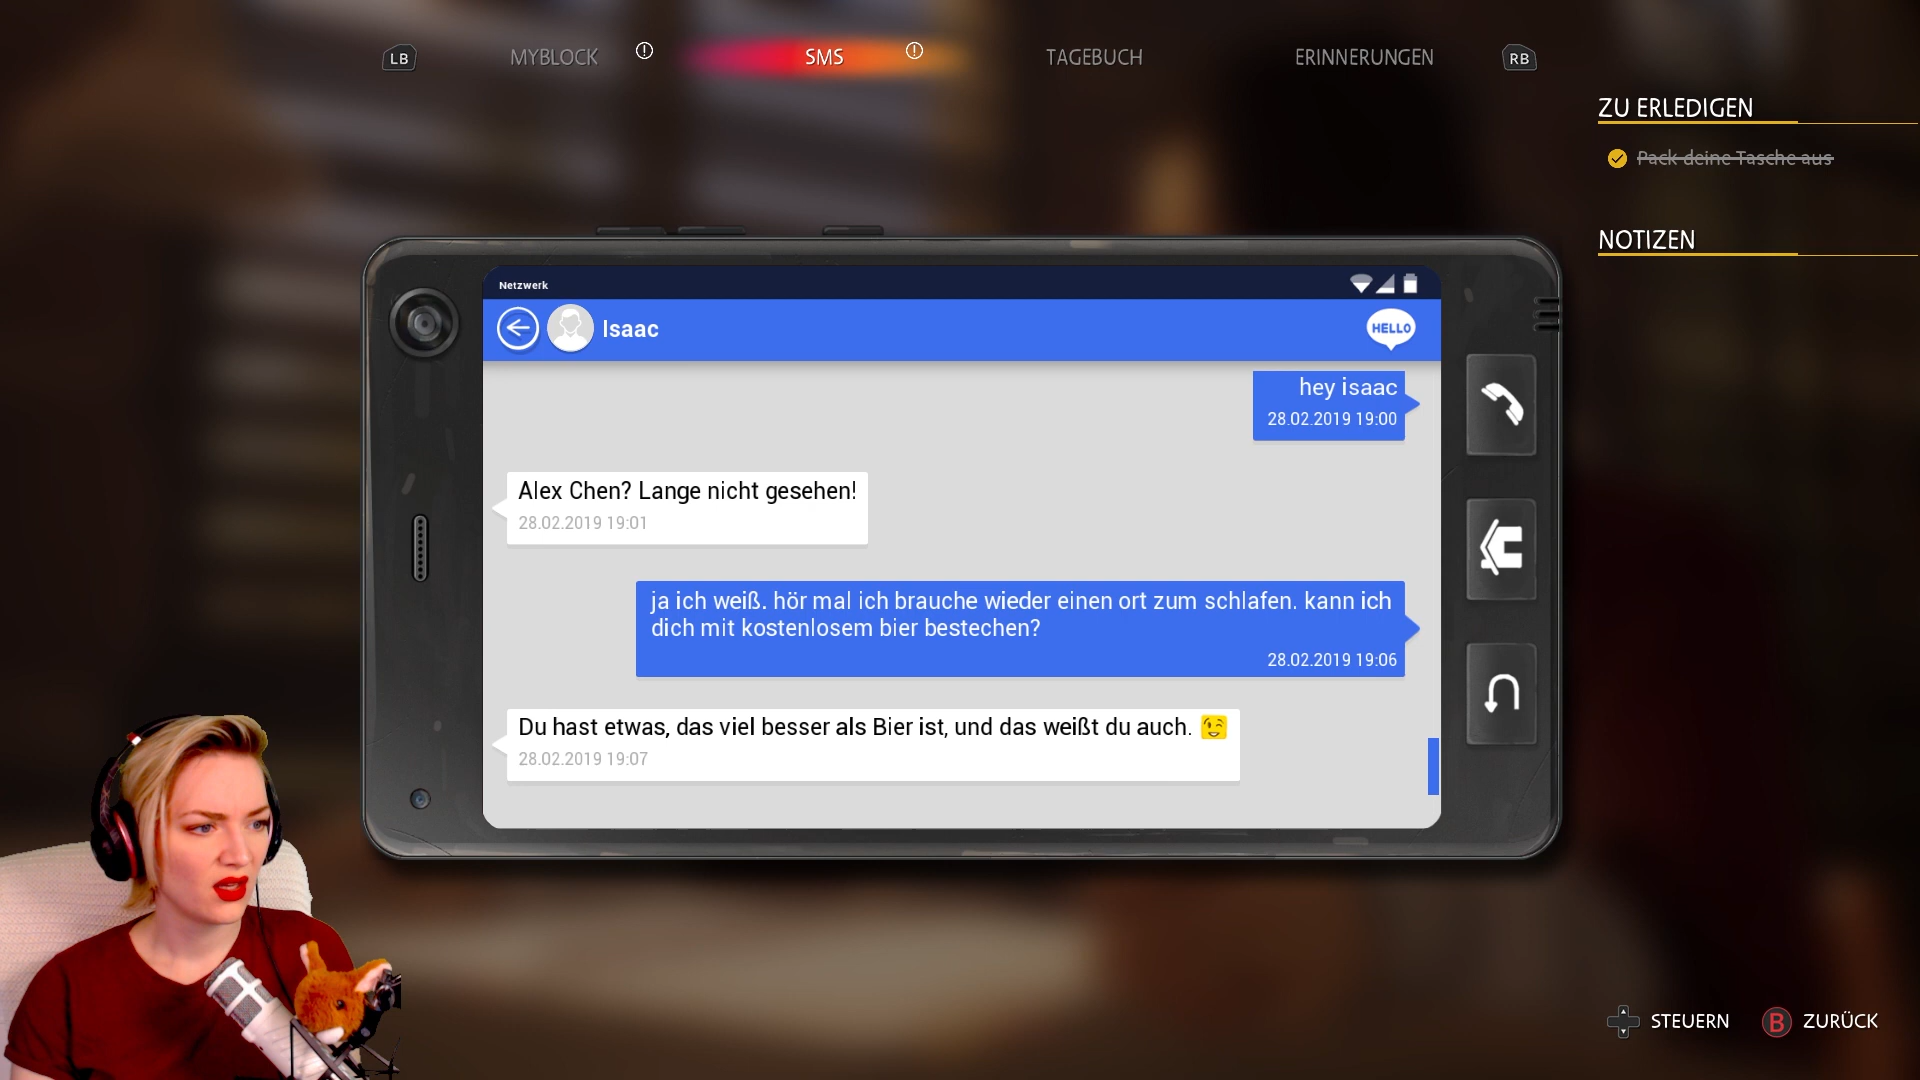 LB
MYBLOCK
SMS
TAGEBUCH
ERINNERUNGEN
RB
ZU ERLEDIGEN
Pack deine Tasche aus
NOTIZEN
Netzwerk
Isaac
HELLO
hey isaac
28.02.2019 19:00
Alex Chen? Lange nicht gesehen!
28.02.2019 19:01
ja ich weiß. hör mal ich brauche wieder einen ort zum schlafen. kann ich
dich mit kostenlosem bier bestechen?
28.02.2019 19:06
Du hast etwas, das viel besser als Bier ist, und das weißt du auch. 😉
28.02.2019 19:07
STEUERN
B ZURÜCK